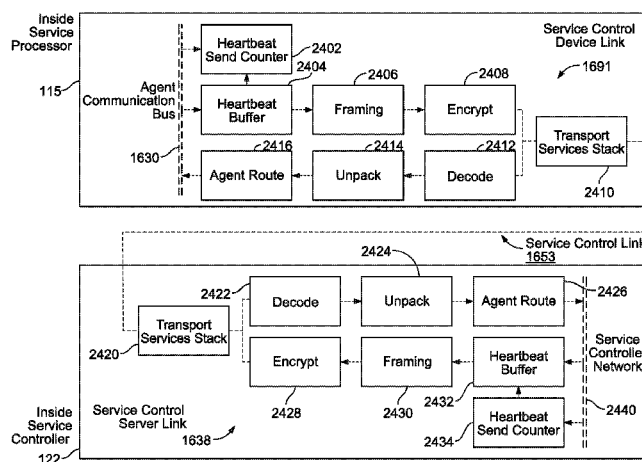 Inside
Service
Processor
115
Agent
Communication
Bus
1630
Heartbeat
Send Counter
2402
2404
Heartbeat
Buffer
2406
Framing
2408
Encrypt
Service Control
Device Link
1691
Transport
Services Stack
2410
2416
Agent Route
2414
Unpack
2412
Decode
Service Control Link
1653
2424
2422
Decode
Unpack
Agent Route
2426
Transport
Services Stack
2420
Encrypt
2428
Framing
2430
Heartbeat
Buffer
2432
Service
Controller
Network
2440
Heartbeat
Send Counter
2434
Service Control
Server Link
1638
Inside
Service
Controller
122